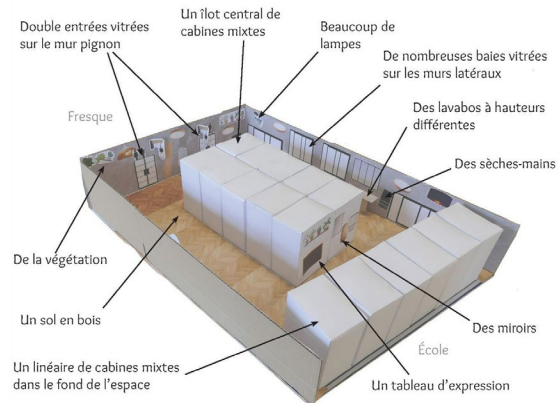 Double entrées vitrées
sur le mur pignon
Un îlot central de
cabines mixtes
Beaucoup de
lampes
De nombreuses baies vitrées
sur les murs latéraux
Des lavabos à hauteurs
différentes
Des sèches-mains
Fresque
De la végétation
Un sol en bois
Un linéaire de cabines mixtes
dans le fond de l'espace
Des miroirs
École
Un tableau d'expression